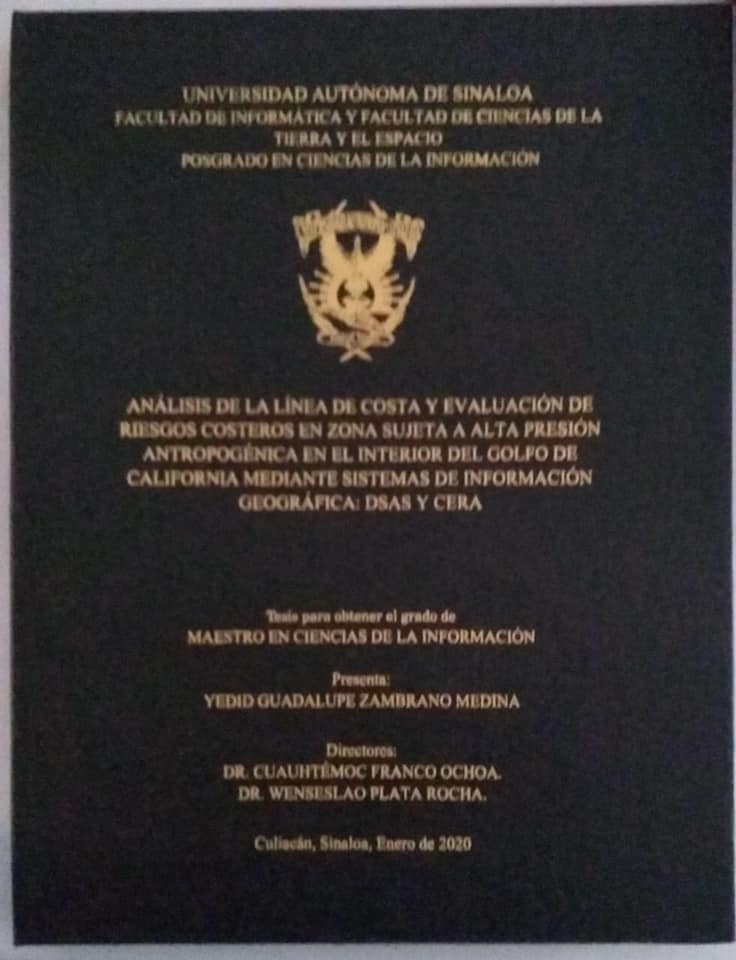 UNIVERSIDAD AUTÓNOMA DE SINALOA
FACULTAD DE INFORMÁTICA Y FACULTAD DE CIENCIAS DE LA
TIERRA Y EL ESPACIO
POSGRADO EN CIENCIAS DE LA INFORMACIÓN
ANÁLISIS DE LA LÍNEA DE COSTA Y EVALUACIÓN DE
RIESGOS COSTEROS EN ZONA SUJETA A ALTA PRESIÓN
ANTROPOGÉNICA EN EL INTERIOR DEL GOLFO DE
CALIFORNIA MEDIANTE SISTEMAS DE INFORMACIÓN
GEOGRÁFICA: DSAS Y CERA
Tesis para obtener el grado de
MAESTRO EN CIENCIAS DE LA INFORMACIÓN
Presenta:
YEDID GUADALUPE ZAMBRANO MEDINA
Directores:
DR. CUAUHTÉMOC FRANCO OCHOA.
DR. WENSESLAO PLATA ROCHA.
Culiacán, Sinaloa, Enero de 2020